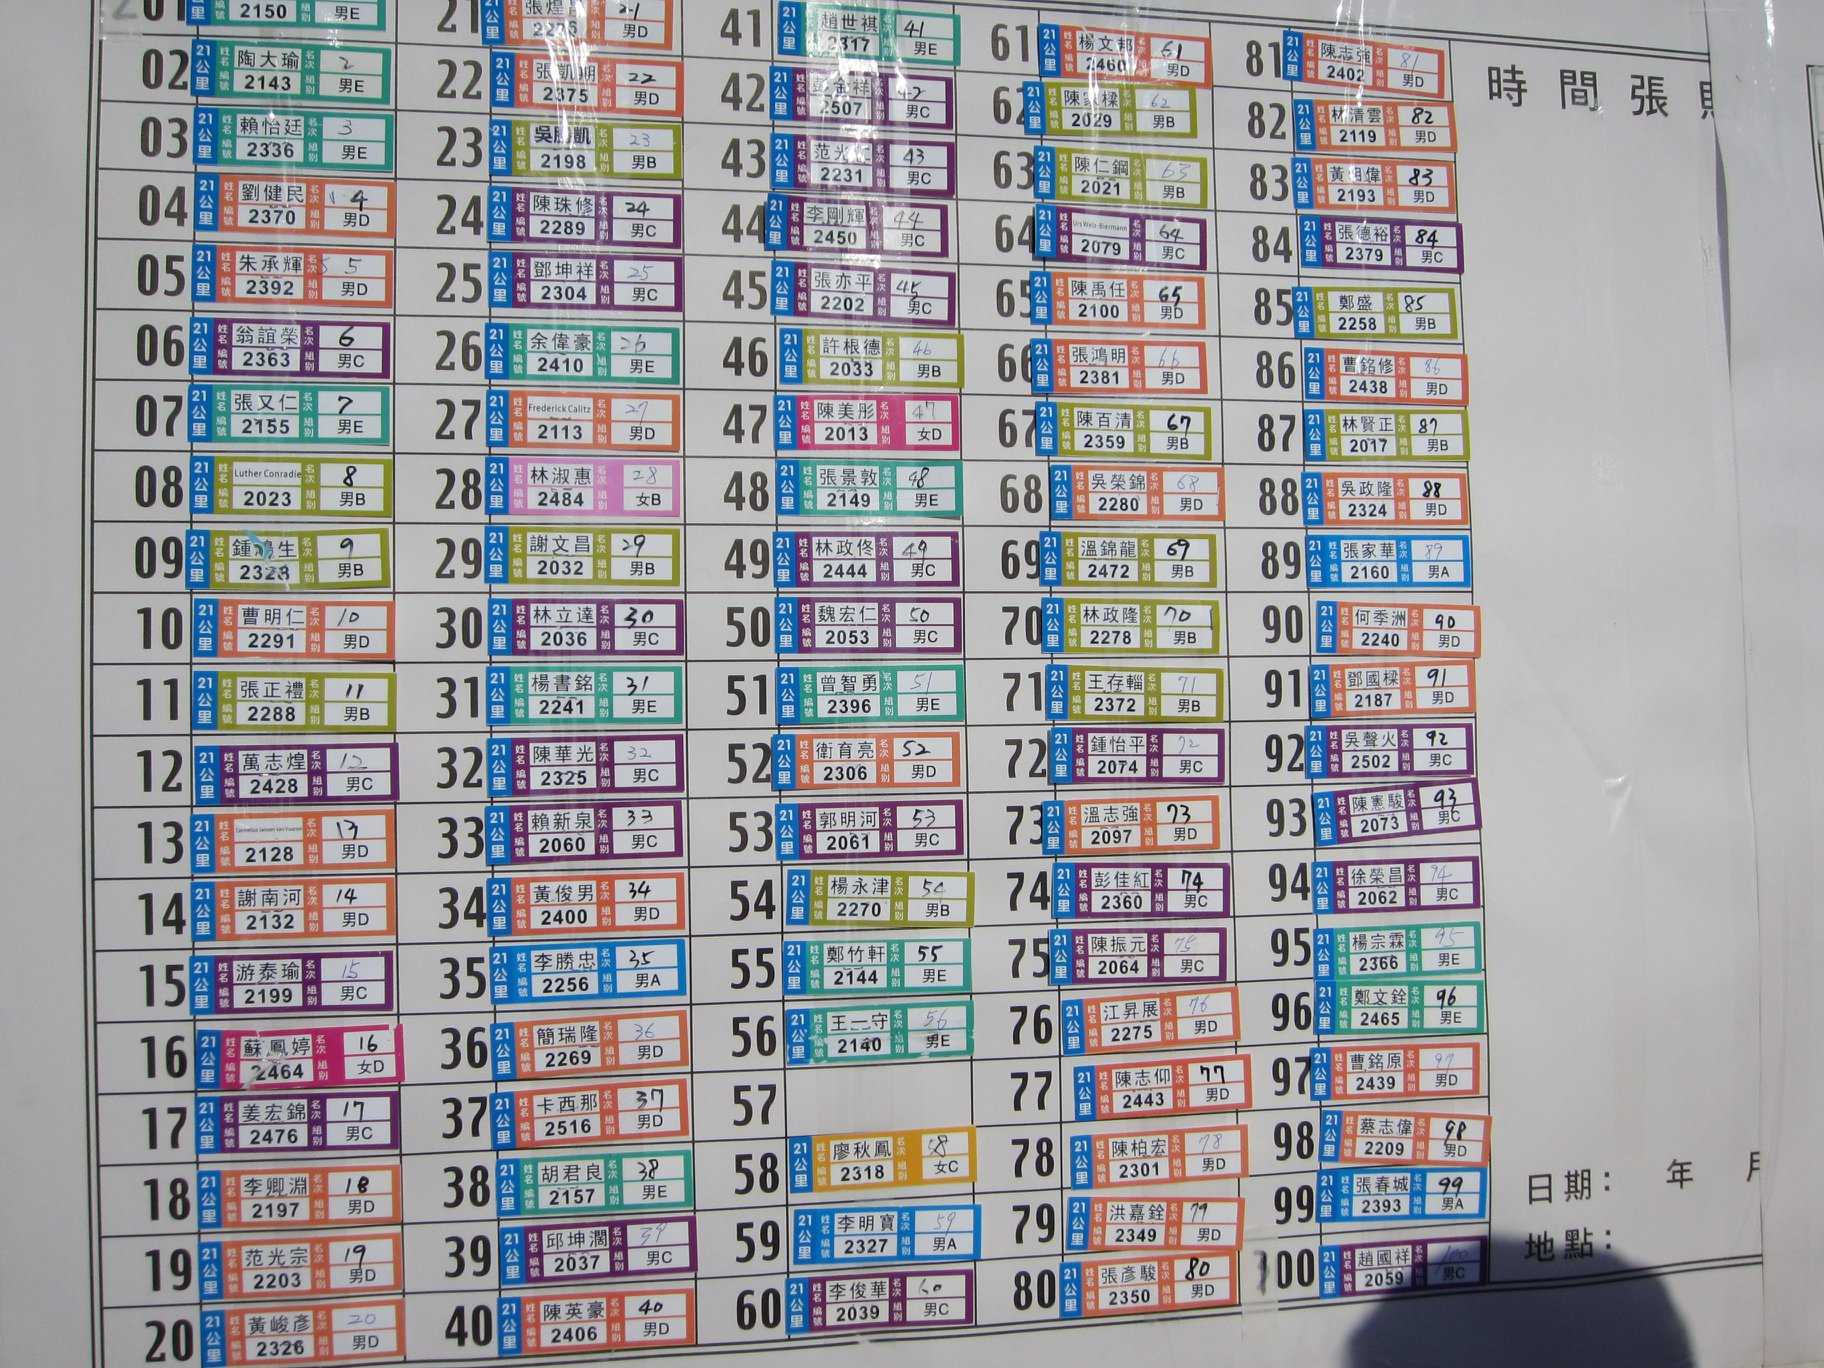 01 21公里 2150 男E
02 21公里 姓名 陶大瑜 名次 2 編號 2143 組別 男E
03 21公里 姓名 賴怡廷 名次 3 編號 2336 組別 男E
04 21公里 姓名 劉健民 名次 4 編號 2370 組別 男D
05 21公里 姓名 朱承輝 名次 5 編號 2392 組別 男D
06 21公里 姓名 翁誼榮 名次 6 編號 2363 組別 男C
07 21公里 姓名 張又仁 名次 7 編號 2155 組別 男E
08 21公里 姓名 Luther Conradie 名次 8 編號 2023 組別 男B
09 21公里 姓名 鍾鴻生 名次 9 編號 2328 組別 男B
10 21公里 姓名 曹明仁 名次 10 編號 2291 組別 男D
11 21公里 姓名 張正禮 名次 11 編號 2288 組別 男B
12 21公里 姓名 萬志煌 名次 12 編號 2428 組別 男C
13 21公里 姓名 名次 13 編號 2128 組別 男D
14 21公里 姓名 謝南河 名次 14 編號 2132 組別 男D
15 21公里 姓名 游泰瑜 名次 15 編號 2199 組別 男C
16 21公里 姓名 蘇鳳婷 名次 16 編號 2464 組別 女D
17 21公里 姓名 姜宏錦 名次 17 編號 2476 組別 男C
18 21公里 姓名 李卿淵 名次 18 編號 2197 組別 男D
19 21公里 姓名 范光宗 名次 19 編號 2203 組別 男D
20 21公里 姓名 黃峻彥 名次 20 編號 2326 組別 男D
21 21公里 名次 21 組別 男D
22 21公里 姓名 名次 22 編號 2375 組別 男D
23 21公里 姓名 吳勝凱 名次 23 編號 2198 組別 男B
24 21公里 姓名 陳珠修 名次 24 編號 2289 組別 男C
25 21公里 姓名 鄧坤祥 名次 25 編號 2304 組別 男C
26 21公里 姓名 余偉豪 名次 26 編號 2410 組別 男E
27 21公里 姓名 Frederick Calitz 名次 27 編號 2113 組別 男D
28 21公里 姓名 林淑惠 名次 28 編號 2484 組別 女B
29 21公里 姓名 謝文昌 名次 29 編號 2032 組別 男B
30 21公里 姓名 林立達 名次 30 編號 2036 組別 男C
31 21公里 姓名 楊書銘 名次 31 編號 2241 組別 男E
32 21公里 姓名 陳華光 名次 32 編號 2325 組別 男C
33 21公里 姓名 賴新泉 名次 33 編號 2060 組別 男C
34 21公里 姓名 黃俊男 名次 34 編號 2400 組別 男D
35 21公里 姓名 李勝忠 名次 35 編號 2256 組別 男A
36 21公里 姓名 簡瑞隆 名次 36 編號 2269 組別 男D
37 21公里 姓名 卡西那 名次 37 編號 2516 組別 男D
38 21公里 姓名 胡君良 名次 38 編號 2157 組別 男E
39 21公里 姓名 邱坤濶 名次 39 編號 2037 組別 男C
40 21公里 姓名 陳英豪 名次 40 編號 2406 組別 男D
41 21公里 姓名 趙世祺 名次 41 編號 2317 組別 男E
42 21公里 姓名 彭金祥 名次 42 編號 2507 組別 男C
43 21公里 姓名 名次 43 編號 2231 組別 男C
44 21公里 姓名 李剛輝 名次 44 編號 2450 組別 男C
45 21公里 姓名 張亦平 名次 45 編號 2202 組別 男C
46 21公里 姓名 許根德 名次 46 編號 2033 組別 男B
47 21公里 姓名 陳美彤 名次 47 編號 2013 組別 女D
48 21公里 姓名 張景敦 名次 48 編號 2149 組別 男E
49 21公里 姓名 林政佟 名次 49 編號 2444 組別 男C
50 21公里 姓名 魏宏仁 名次 50 編號 2053 組別 男C
51 21公里 姓名 曾智勇 名次 51 編號 2396 組別 男E
52 21公里 姓名 衛育亮 名次 52 編號 2306 組別 男D
53 21公里 姓名 郭明河 名次 53 編號 2061 組別 男C
54 21公里 姓名 楊永津 名次 54 編號 2270 組別 男B
55 21公里 姓名 鄭竹軒 名次 55 編號 2144 組別 男E
56 21公里 姓名 王一守 名次 56 編號 2140 組別 男E
57
58 21公里 姓名 廖秋鳳 名次 58 編號 2318 組別 女C
59 21公里 姓名 李明寶 名次 59 編號 2327 組別 男A
60 21公里 姓名 李俊華 名次 60 編號 2039 組別 男C
61 21公里 姓名 楊文邦 名次 61 編號 2460 組別 男D
62 21公里 姓名 陳家樑 名次 62 編號 2029 組別 男B
63 21公里 姓名 陳仁鋼 名次 63 編號 2021 組別 男B
64 21公里 姓名 Urs Welz-Biermann 名次 64 編號 2079 組別 男C
65 21公里 姓名 陳禹任 名次 65 編號 2100 組別 男D
66 21公里 姓名 張鴻明 名次 66 編號 2381 組別 男D
67 21公里 姓名 陳百清 名次 67 編號 2359 組別 男B
68 21公里 姓名 吳榮錦 名次 68 編號 2280 組別 男D
69 21公里 姓名 溫錦龍 名次 69 編號 2472 組別 男B
70 21公里 姓名 林政隆 名次 70 編號 2278 組別 男B
71 21公里 姓名 王存輜 名次 71 編號 2372 組別 男B
72 21公里 姓名 鍾怡平 名次 72 編號 2074 組別 男C
73 21公里 姓名 溫志強 名次 73 編號 2097 組別 男D
74 21公里 姓名 彭佳紅 名次 74 編號 2360 組別 男C
75 21公里 姓名 陳振元 名次 75 編號 2064 組別 男C
76 21公里 姓名 江昇展 名次 76 編號 2275 組別 男D
77 21公里 姓名 陳志仰 名次 77 編號 2443 組別 男D
78 21公里 姓名 陳柏宏 名次 78 編號 2301 組別 男D
79 21公里 姓名 洪嘉銓 名次 79 編號 2349 組別 男D
80 21公里 姓名 張彥駿 名次 80 編號 2350 組別 男D
81 21公里 姓名 陳志強 名次 81 編號 2402 組別 男D
82 21公里 姓名 林清雲 名次 82 編號 2119 組別 男D
83 21公里 姓名 名次 83 編號 2193 組別 男D
84 21公里 姓名 張德裕 名次 84 編號 2379 組別 男C
85 21公里 姓名 鄭盛 名次 85 編號 2258 組別 男B
86 21公里 姓名 曹銘修 名次 86 編號 2438 組別 男D
87 21公里 姓名 林賢正 名次 87 編號 2017 組別 男B
88 21公里 姓名 吳政隆 名次 88 編號 2324 組別 男D
89 21公里 姓名 張家華 名次 89 編號 2160 組別 男A
90 21公里 姓名 何季洲 名次 90 編號 2240 組別 男D
91 21公里 姓名 鄧國樑 名次 91 編號 2187 組別 男D
92 21公里 姓名 吳聲火 名次 92 編號 2502 組別 男C
93 21公里 姓名 陳憲駿 名次 93 編號 2073 組別 男C
94 21公里 姓名 徐榮昌 名次 94 編號 2062 組別 男C
95 21公里 姓名 楊宗霖 名次 95 編號 2366 組別 男E
96 21公里 姓名 鄭文銓 名次 96 編號 2465 組別 男E
97 21公里 姓名 曹銘原 名次 97 編號 2439 組別 男D
98 21公里 姓名 蔡志偉 名次 98 編號 2209 組別 男D
99 21公里 姓名 張春城 名次 99 編號 2393 組別 男A
100 21公里 姓名 趙國祥 名次 100 編號 2059 組別 男C
時間張
日期： 年 月
地點：